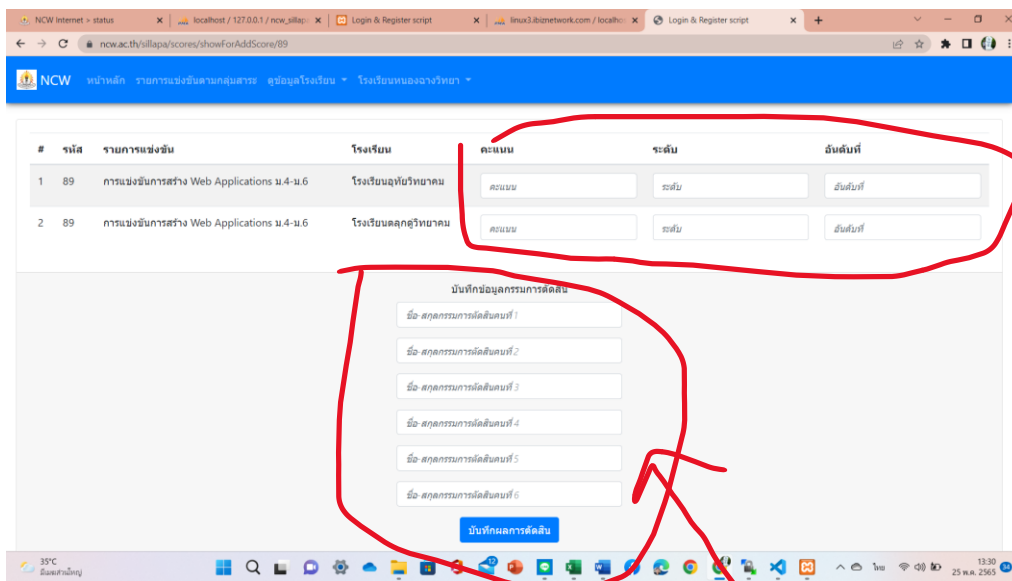 NCW Internet > status
localhost / 127.0.0.1 / ncw_sillap
Login & Register script
linux3.ibiznetwork.com / localho
Login & Register script
ncw.ac.th/sillapa/scores/showForAddScore/89
NCW หน้าหลัก รายการแข่งขันตามกลุ่มสาระ ดูข้อมูลโรงเรียน โรงเรียนหนองฉางวิทยา
# รหัส รายการแข่งขัน โรงเรียน คะแนน ระดับ อันดับที่
1 89 การแข่งขันการสร้าง Web Applications ม.4-ม.6 โรงเรียนอุทัยวิทยาคม คะแนน ระดับ อันดับที่
2 89 การแข่งขันการสร้าง Web Applications ม.4-ม.6 โรงเรียนตลุกดู่วิทยาคม คะแนน ระดับ อันดับที่
บันทึกข้อมูลกรรมการตัดสิน
ชื่อ-สกุลกรรมการตัดสินคนที่ 1
ชื่อ-สกุลกรรมการตัดสินคนที่ 2
ชื่อ-สกุลกรรมการตัดสินคนที่ 3
ชื่อ-สกุลกรรมการตัดสินคนที่ 4
ชื่อ-สกุลกรรมการตัดสินคนที่ 5
ชื่อ-สกุลกรรมการตัดสินคนที่ 6
บันทึกผลการตัดสิน
35°C
มีแดดส่วนใหญ่
ไทย
13:30
25 พ.ค. 2565